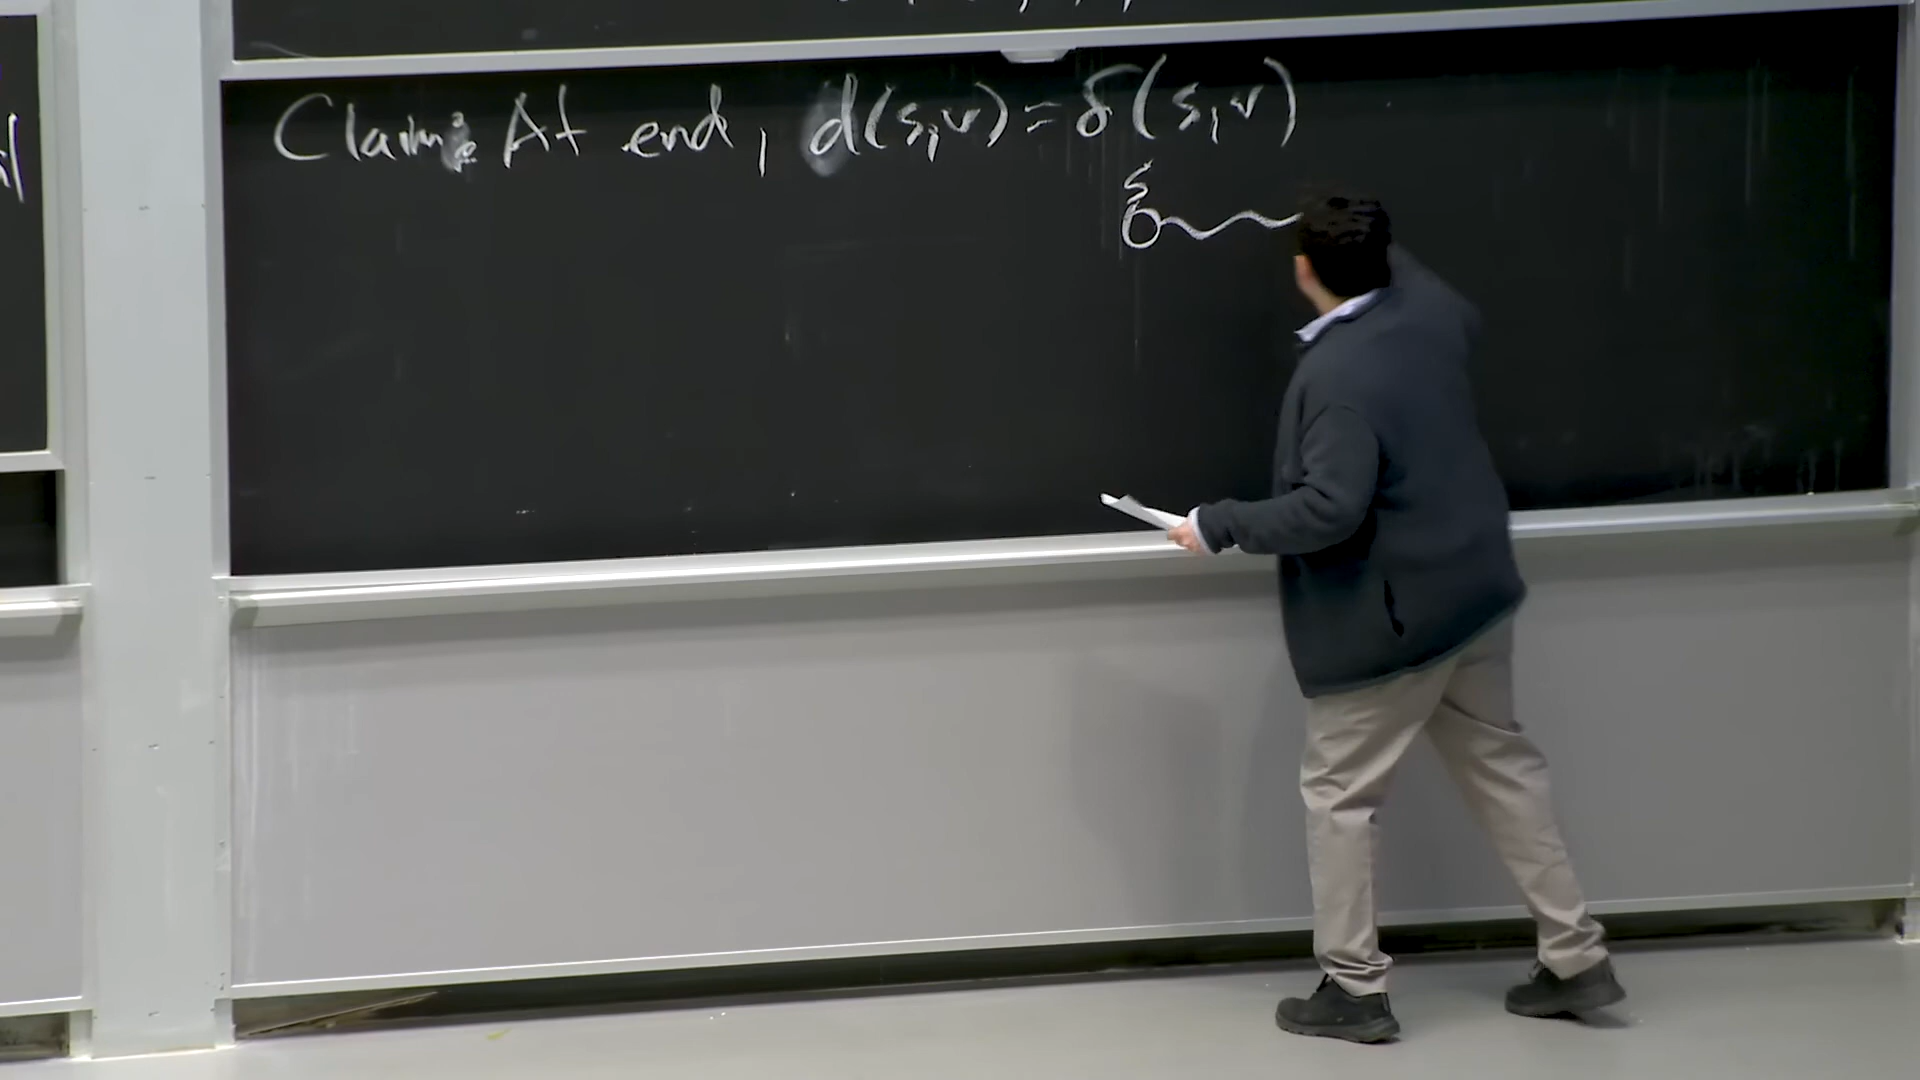 Claim: At end, d(s,v) = δ(s,v)
s